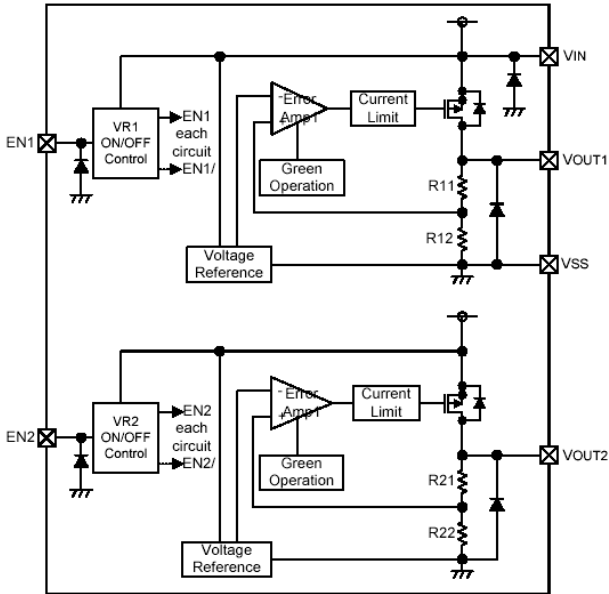 VIN
VR1
ON/OFF
Control
EN1
EN1
each
circuit
EN1/
-
Error
Amp1
+
Current
Limit
Green
Operation
VOUT1
R11
R12
Voltage
Reference
VSS
VR2
ON/OFF
Control
EN2
EN2
each
circuit
EN2/
-
Error
Amp1
+
Current
Limit
Green
Operation
VOUT2
R21
R22
Voltage
Reference